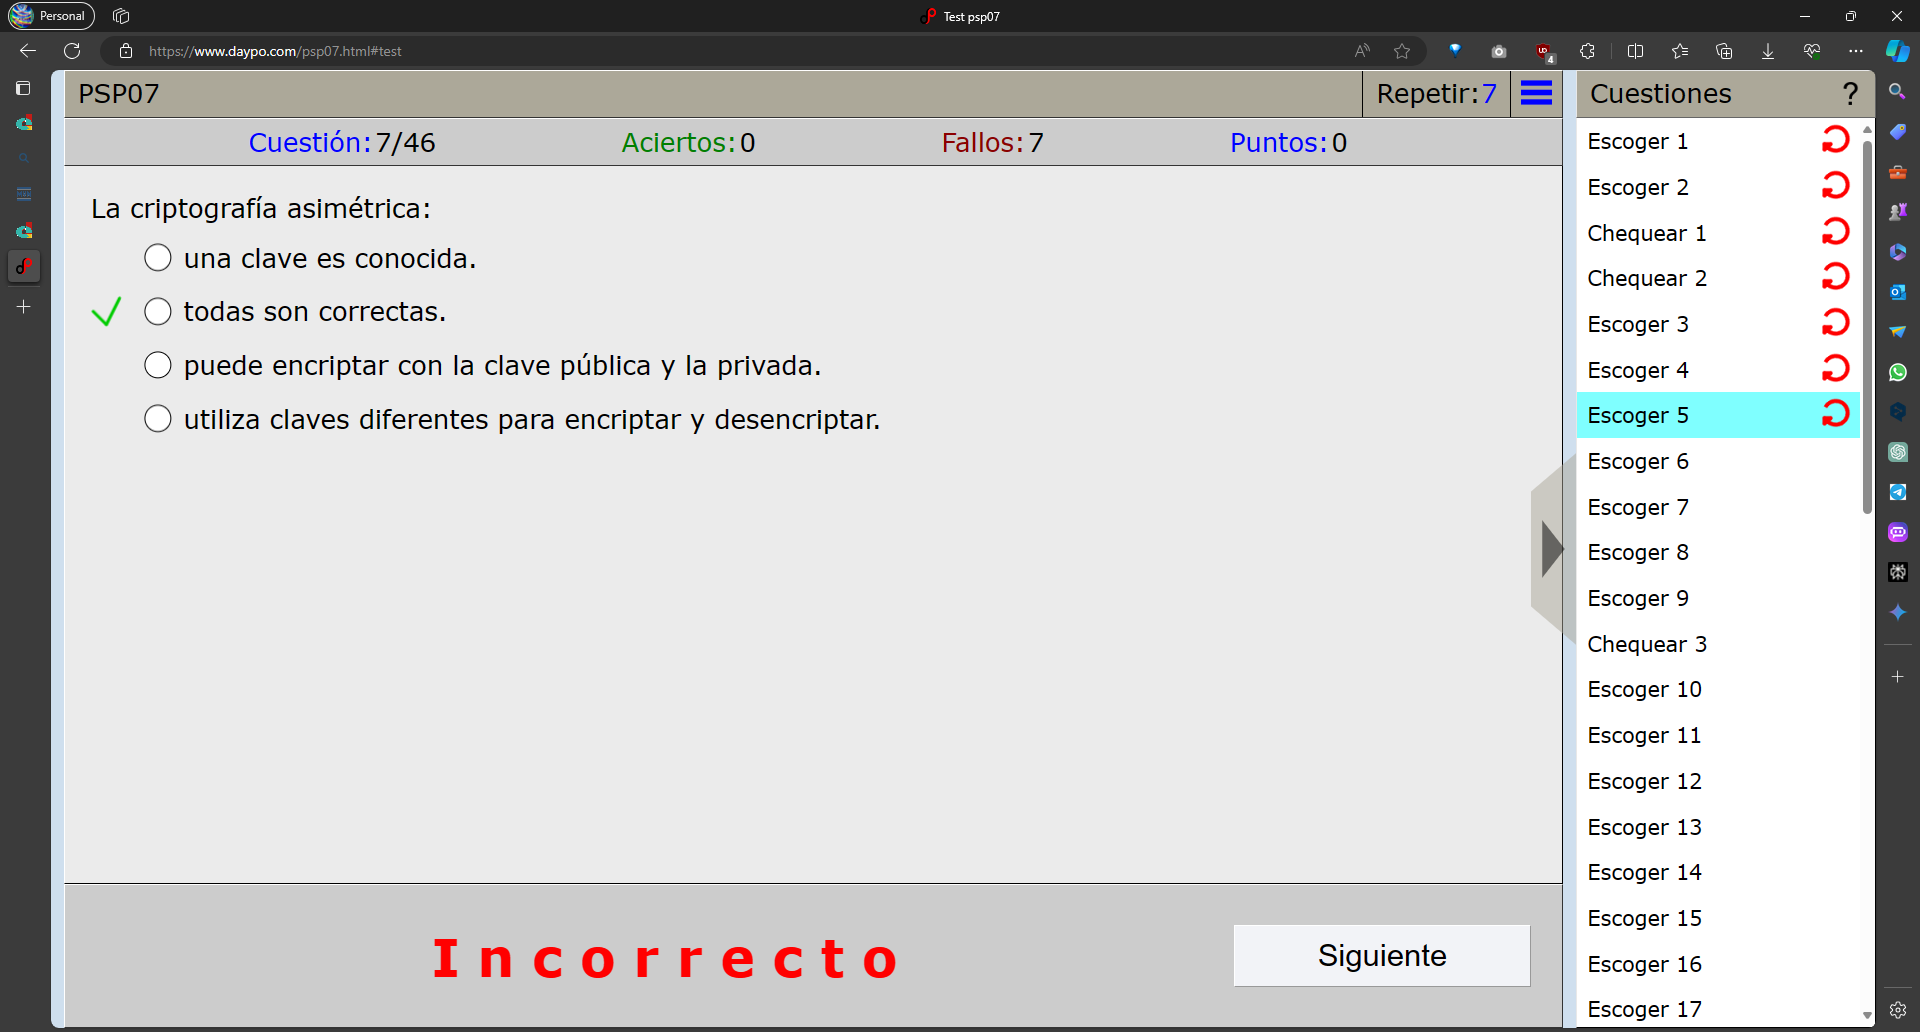 Personal
Test psp07
https://www.daypo.com/psp07.html#test
PSP07
Repetir:7
Cuestiones ?
Cuestión:7/46
Aciertos:0
Fallos:7
Puntos:0
La criptografía asimétrica:
una clave es conocida.
todas son correctas.
puede encriptar con la clave pública y la privada.
utiliza claves diferentes para encriptar y desencriptar.
Incorrecto
Siguiente
Escoger 1
Escoger 2
Chequear 1
Chequear 2
Escoger 3
Escoger 4
Escoger 5
Escoger 6
Escoger 7
Escoger 8
Escoger 9
Chequear 3
Escoger 10
Escoger 11
Escoger 12
Escoger 13
Escoger 14
Escoger 15
Escoger 16
Escoger 17